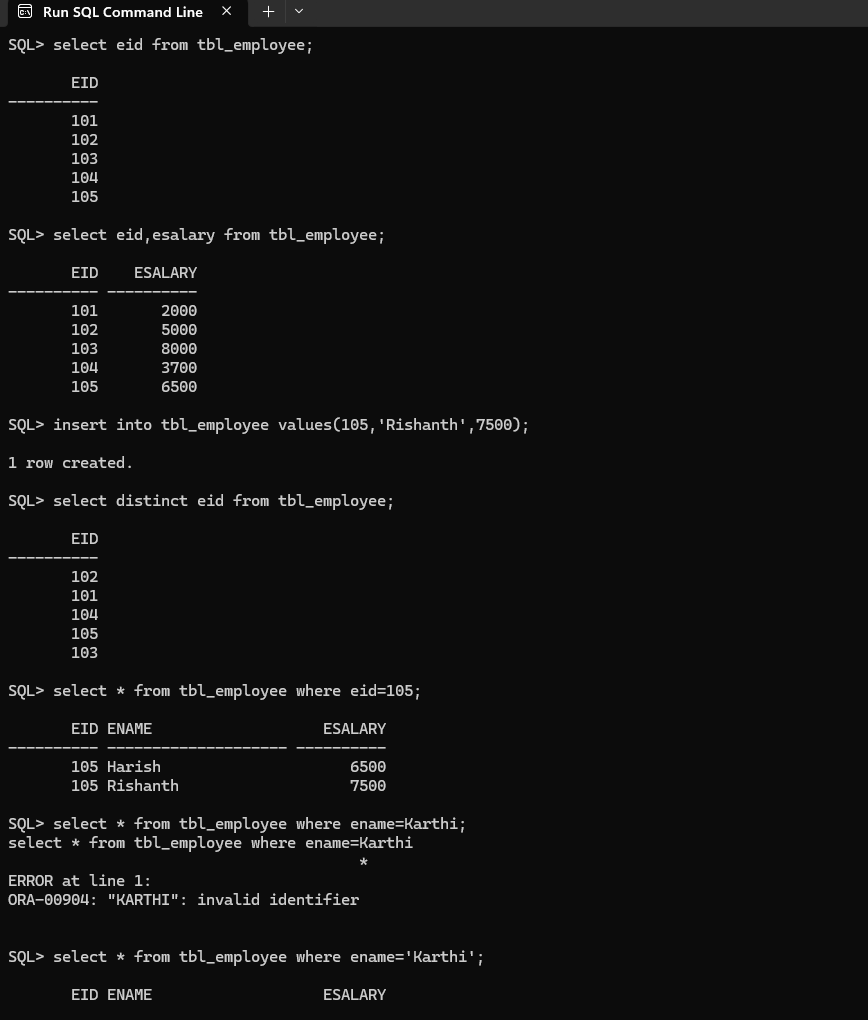 Run SQL Command Line
SQL> select eid from tbl_employee;
EID
----------
101
102
103
104
105
SQL> select eid,esalary from tbl_employee;
EID ESALARY
---------- ----------
101 2000
102 5000
103 8000
104 3700
105 6500
SQL> insert into tbl_employee values(105,'Rishanth',7500);
1 row created.
SQL> select distinct eid from tbl_employee;
EID
----------
102
101
104
105
103
SQL> select * from tbl_employee where eid=105;
EID ENAME ESALARY
---------- -------------------- ----------
105 Harish 6500
105 Rishanth 7500
SQL> select * from tbl_employee where ename=Karthi;
select * from tbl_employee where ename=Karthi
*
ERROR at line 1:
ORA-00904: "KARTHI": invalid identifier
SQL> select * from tbl_employee where ename='Karthi';
EID ENAME ESALARY